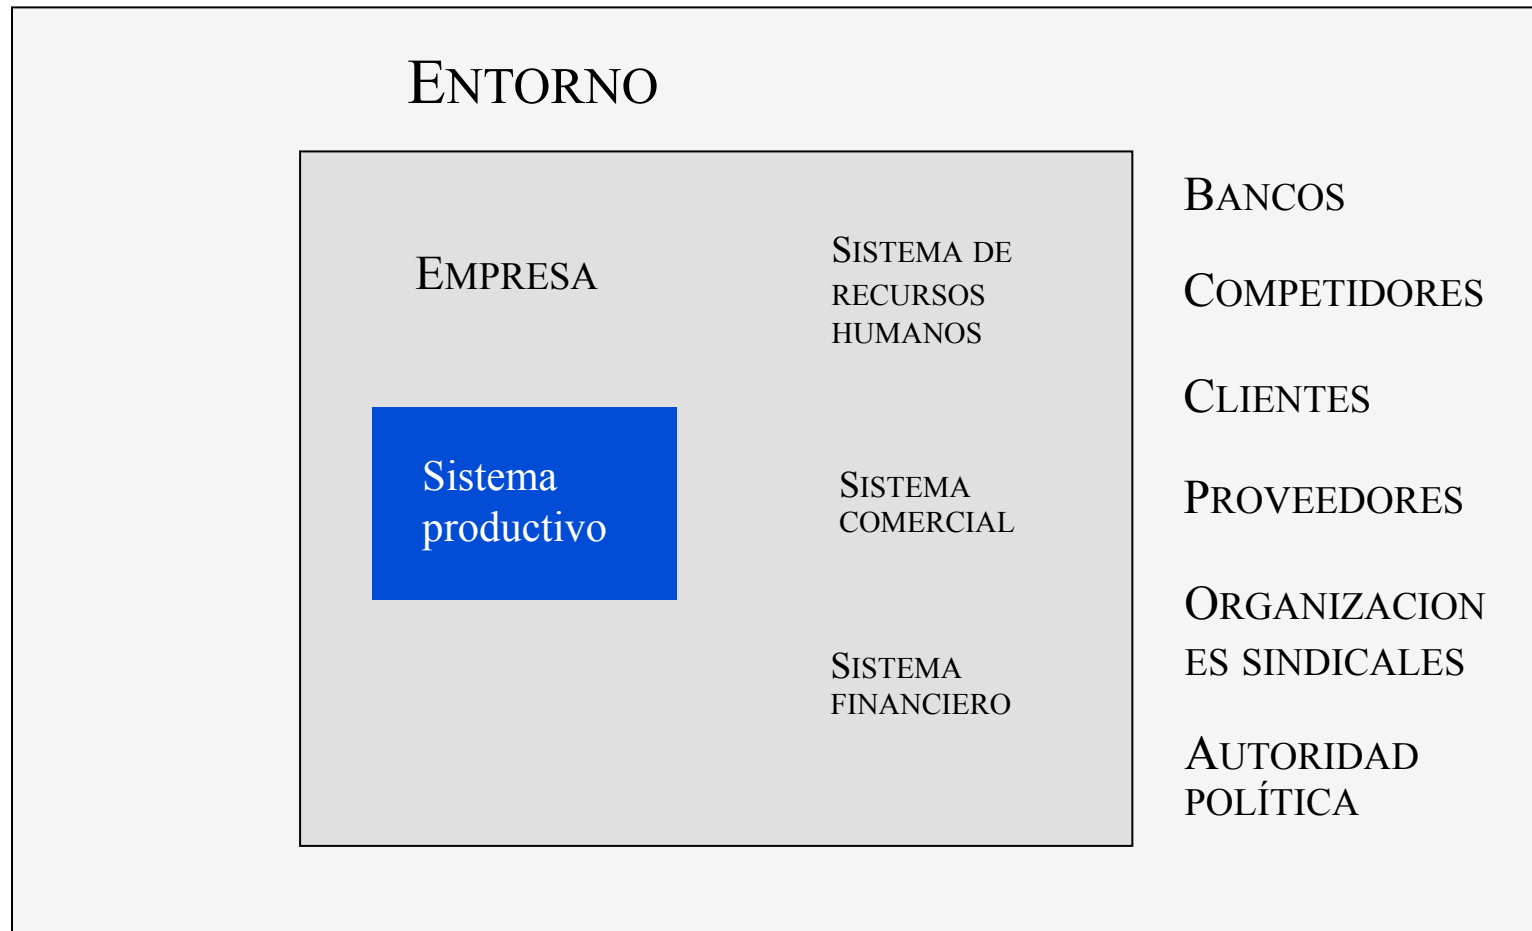 ENTORNO
EMPRESA
Sistema
productivo
SISTEMA DE
RECURSOS
HUMANOS
SISTEMA
COMERCIAL
SISTEMA
FINANCIERO
BANCOS
COMPETIDORES
CLIENTES
PROVEEDORES
ORGANIZACION
ES SINDICALES
AUTORIDAD
POLÍTICA